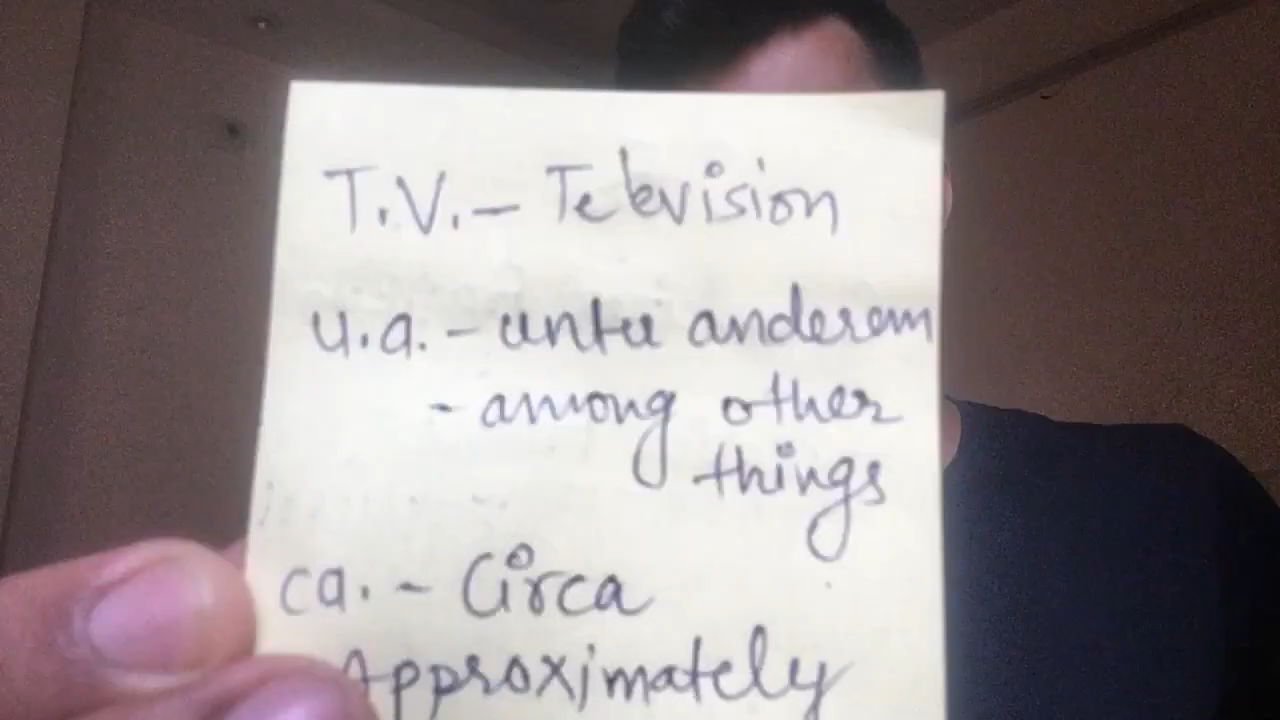 T.V. - Television
u.a. - unter anderem
- among other
things
ca. - Circa
Approximately